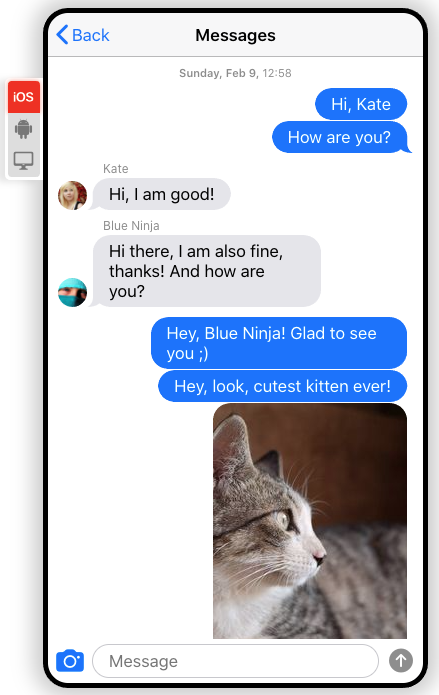 Back
Messages
Sunday, Feb 9, 12:58
iOS
Hi, Kate
How are you?
Kate
Hi, I am good!
Blue Ninja
Hi there, I am also fine,
thanks! And how are
you?
Hey, Blue Ninja! Glad to see
you ;)
Hey, look, cutest kitten ever!
Message